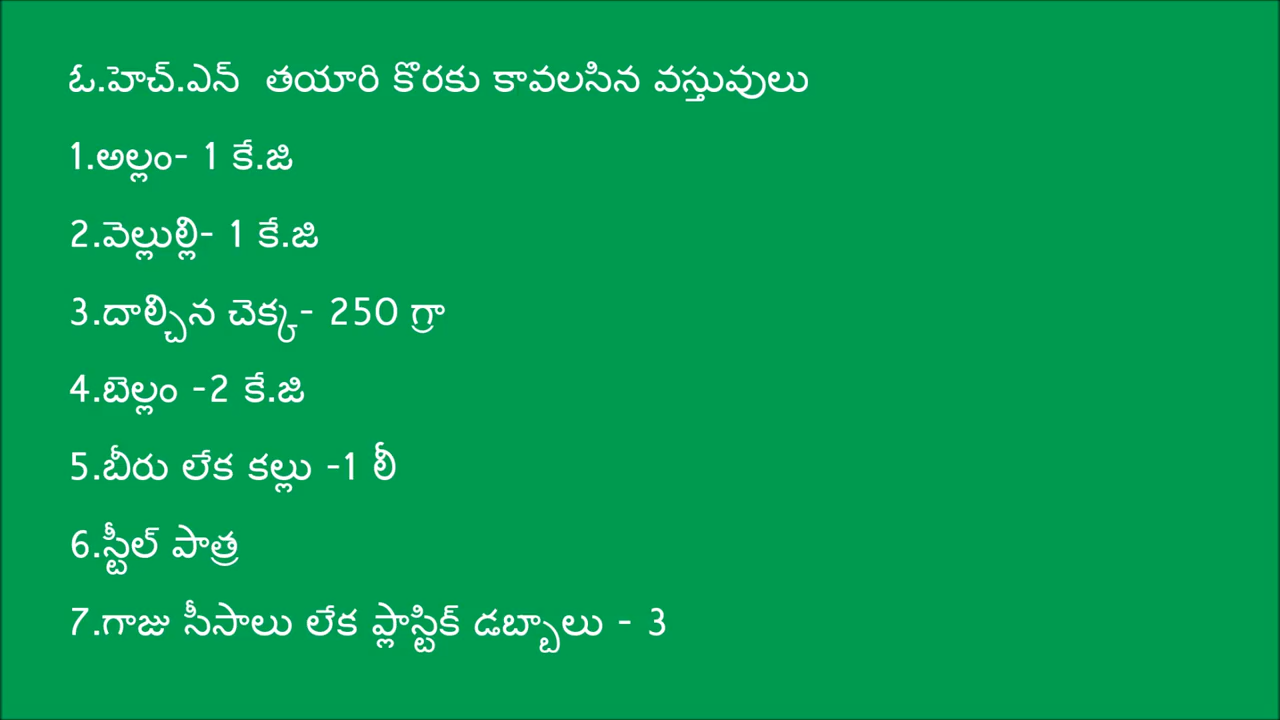 ఓ.హెచ్.ఎన్ తయారి కొరకు కావలసిన వస్తువులు
1.అల్లం- 1 కే.జి
2.వెల్లుల్లి- 1 కే.జి
3.దాల్చిన చెక్క- 250 గ్రా
4.బెల్లం -2 కే.జి
5.బీరు లేక కల్లు -1 లీ
6.స్టీల్ పాత్ర
7.గాజు సీసాలు లేక ప్లాస్టిక్ డబ్బాలు - 3